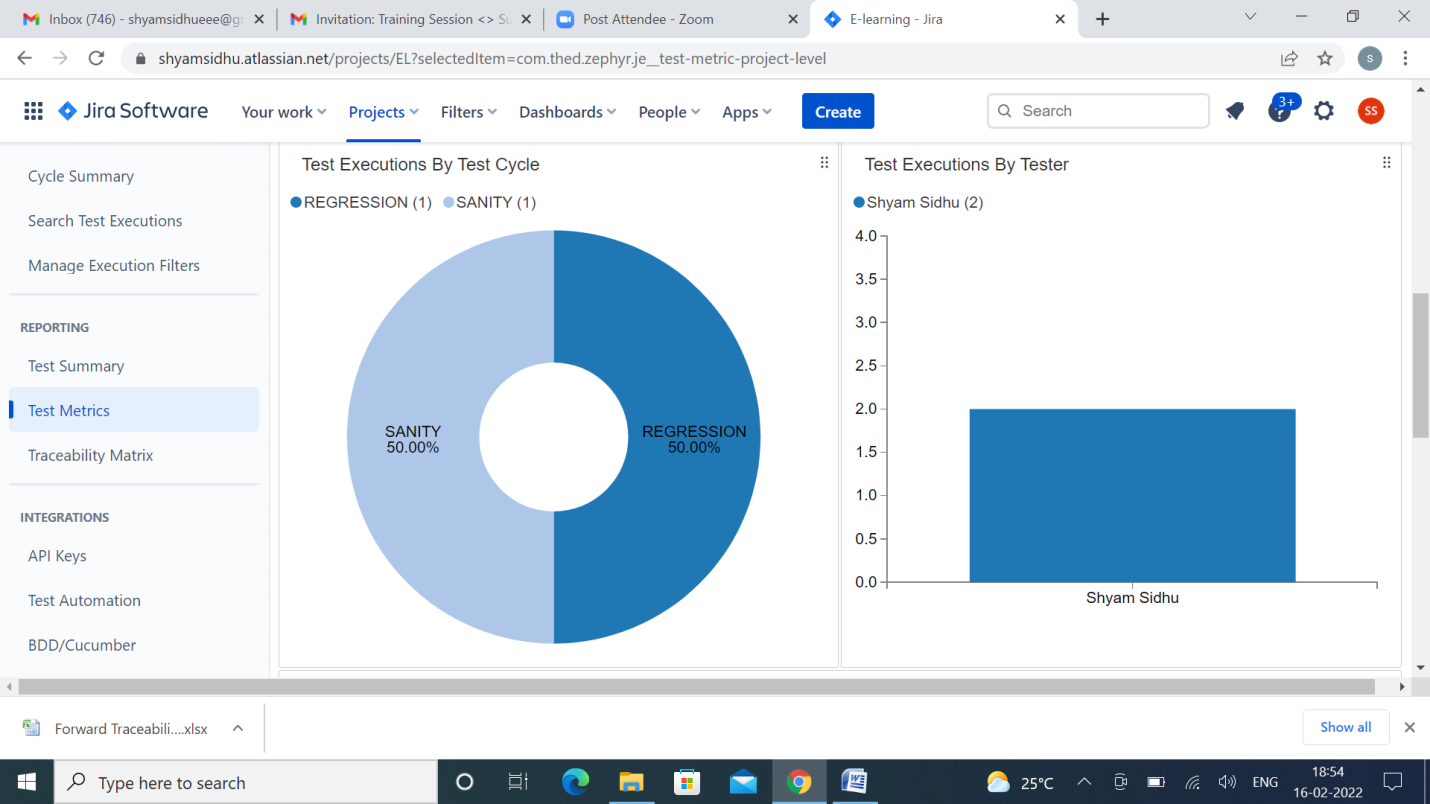 Inbox (746) - shyamsidhueee@g
Invitation: Training Session <> Su
Post Attendee - Zoom
E-learning - Jira
shyamsidhu.atlassian.net/projects/EL?selectedItem=com.thed.zephyr.je__test-metric-project-level
S
Jira Software
Your work
Projects
Filters
Dashboards
People
Apps
Create
Search
3+
SS
Cycle Summary
Search Test Executions
Manage Execution Filters
REPORTING
Test Summary
Test Metrics
Traceability Matrix
INTEGRATIONS
API Keys
Test Automation
BDD/Cucumber
Test Executions By Test Cycle
REGRESSION (1) SANITY (1)
SANITY
50.00%
REGRESSION
50.00%
Test Executions By Tester
Shyam Sidhu (2)
4.0
3.5
3.0
2.5
2.0
1.5
1.0
0.5
0.0
Shyam Sidhu
Forward Traceabili....xlsx
Show all
Type here to search
25°C
ENG
18:54
16-02-2022